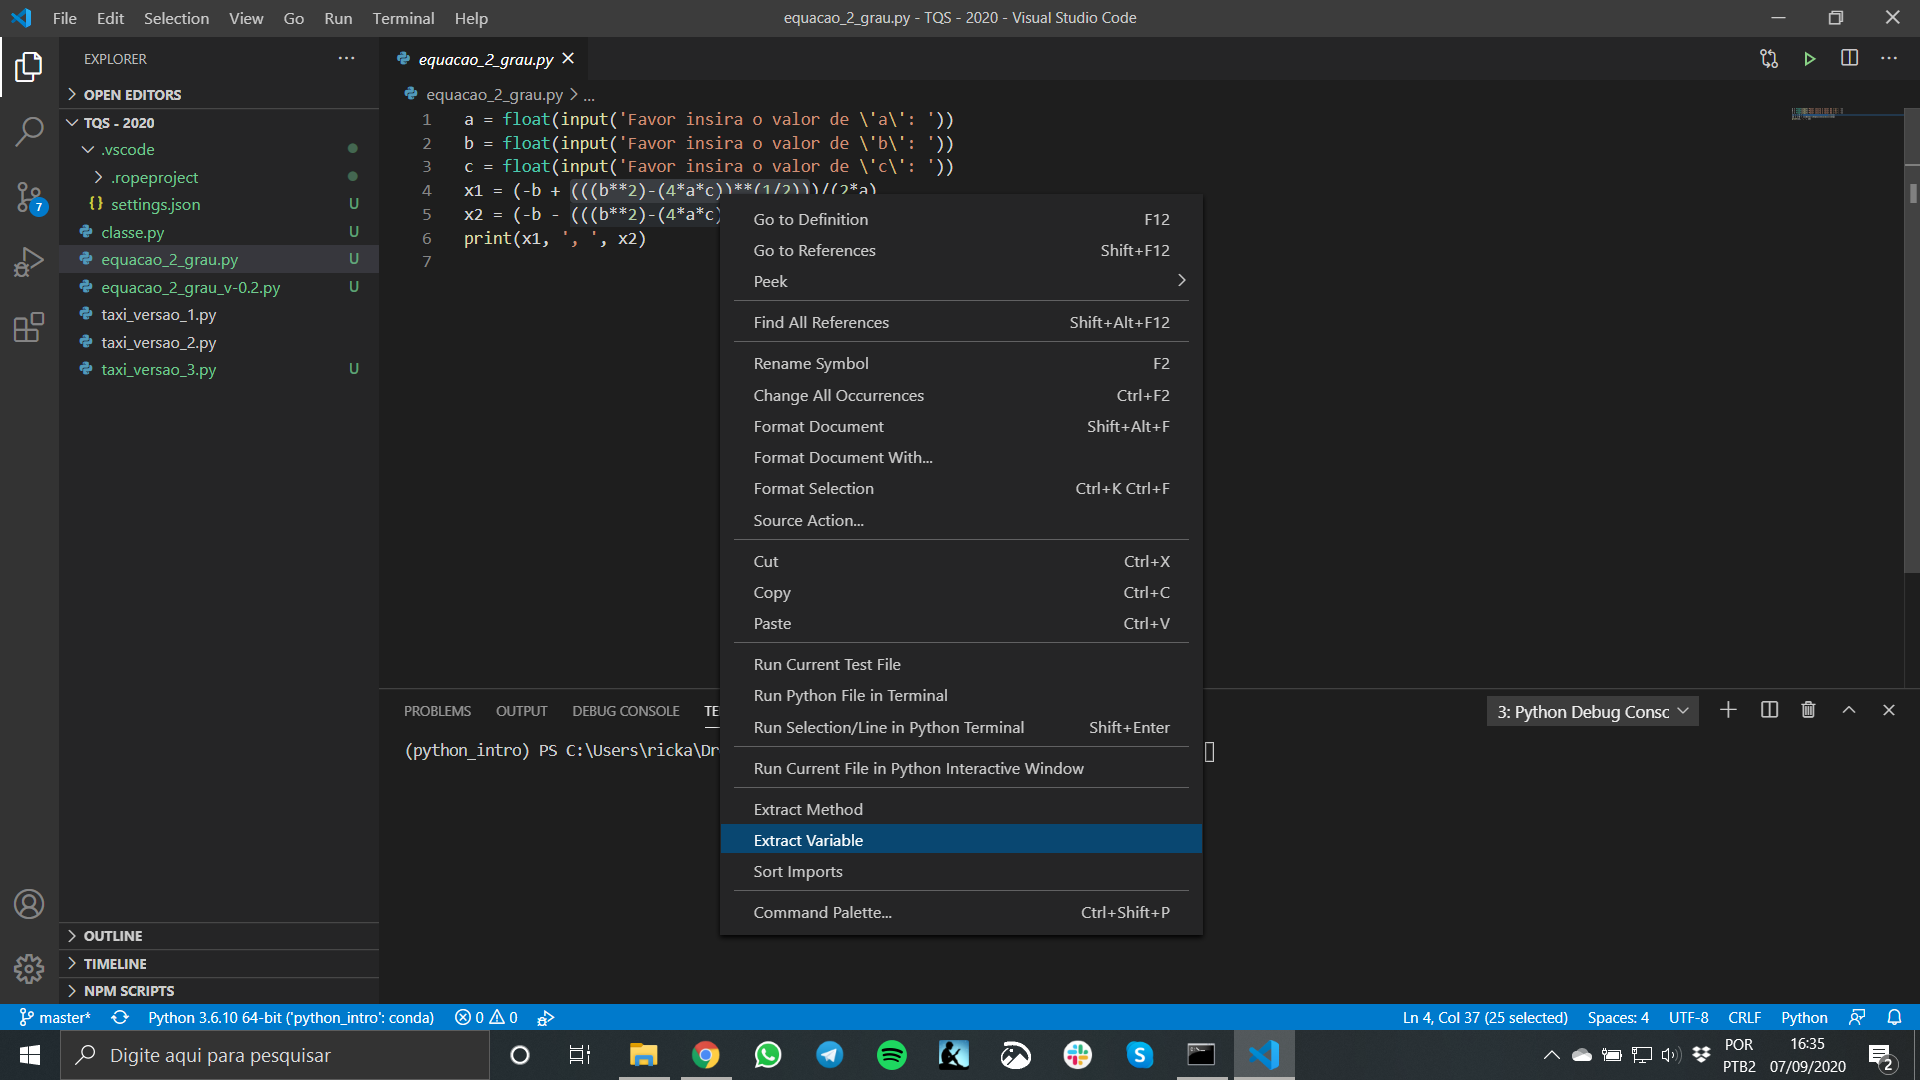 File Edit Selection View Go Run Terminal Help
equacao_2_grau.py - TQS - 2020 - Visual Studio Code
EXPLORER
OPEN EDITORS
TQS - 2020
.vscode
.ropeproject
settings.json U
classe.py U
equacao_2_grau.py U
equacao_2_grau_v-0.2.py U
taxi_versao_1.py
taxi_versao_2.py
taxi_versao_3.py U
OUTLINE
TIMELINE
NPM SCRIPTS
7
equacao_2_grau.py
equacao_2_grau.py > ...
1 a = float(input('Favor insira o valor de \'a\': '))
2 b = float(input('Favor insira o valor de \'b\': '))
3 c = float(input('Favor insira o valor de \'c\': '))
4 x1 = (-b + (((b**2)-(4*a*c))**(1/2)))/(2*a)
5 x2 = (-b - (((b**2)-(4*a*c)
6 print(x1, ', ', x2)
7
Go to Definition F12
Go to References Shift+F12
Peek
Find All References Shift+Alt+F12
Rename Symbol F2
Change All Occurrences Ctrl+F2
Format Document Shift+Alt+F
Format Document With...
Format Selection Ctrl+K Ctrl+F
Source Action...
Cut Ctrl+X
Copy Ctrl+C
Paste Ctrl+V
Run Current Test File
Run Python File in Terminal
Run Selection/Line in Python Terminal Shift+Enter
Run Current File in Python Interactive Window
Extract Method
Extract Variable
Sort Imports
Command Palette... Ctrl+Shift+P
PROBLEMS OUTPUT DEBUG CONSOLE TE
3: Python Debug Consc
(python_intro) PS C:\Users\ricka\Dr
master* Python 3.6.10 64-bit ('python_intro': conda) 0 0
Ln 4, Col 37 (25 selected) Spaces: 4 UTF-8 CRLF Python
Digite aqui para pesquisar
POR
PTB2
16:35
07/09/2020
2